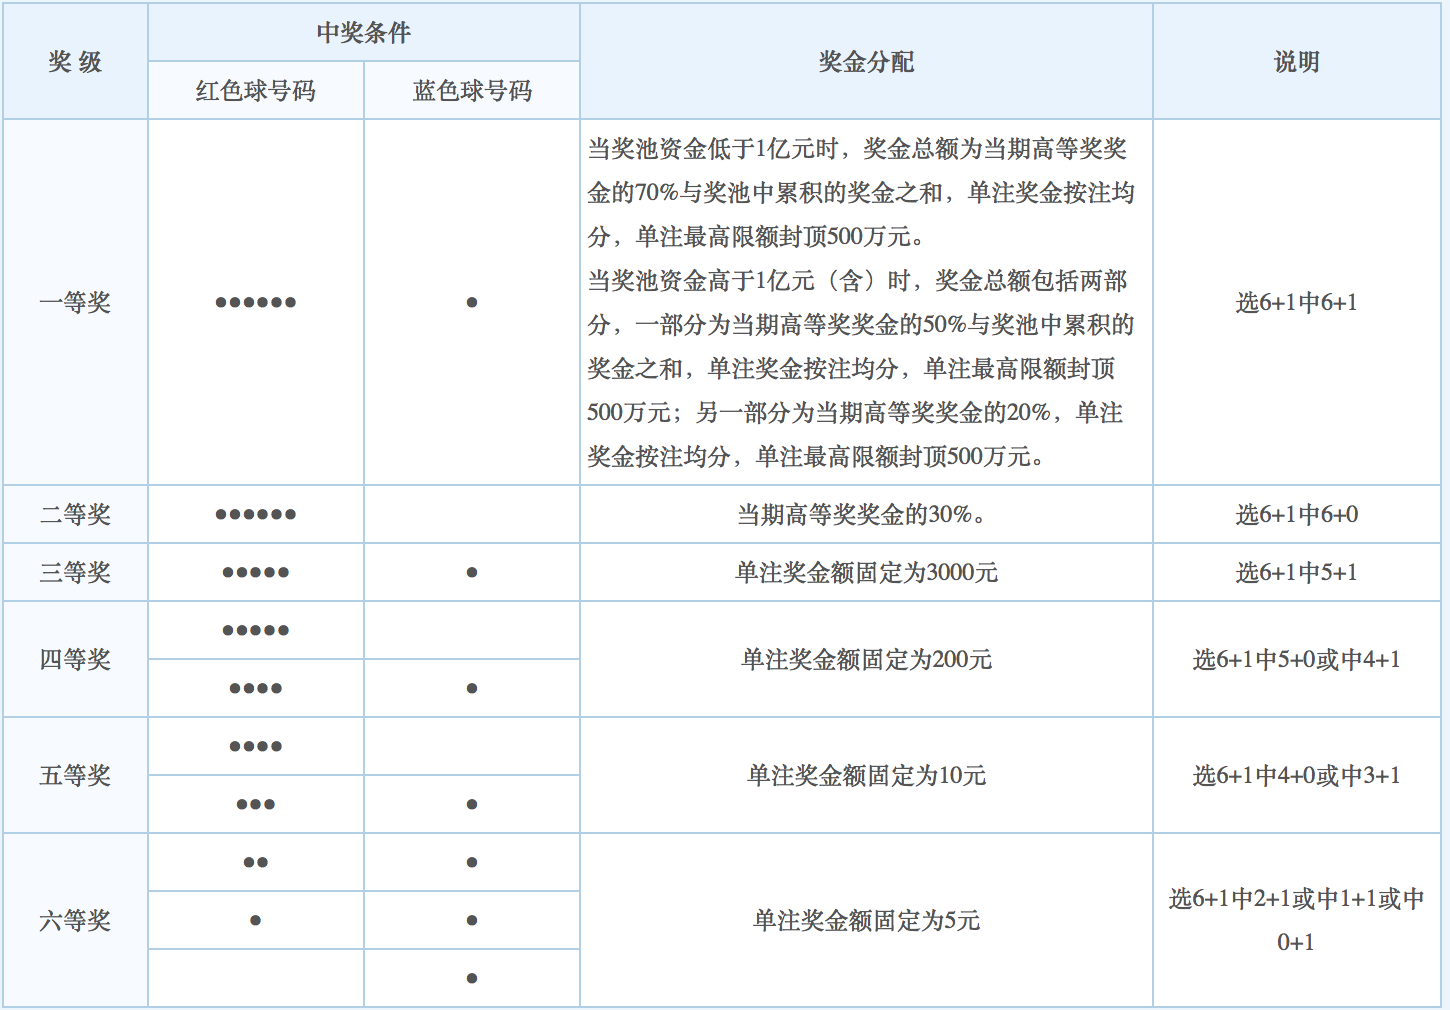 奖 级
中奖条件
奖金分配
说明
红色球号码
蓝色球号码
一等奖
●●●●●●
●
当奖池资金低于1亿元时，奖金总额为当期高等奖奖
金的70%与奖池中累积的奖金之和，单注奖金按注均
分，单注最高限额封顶500万元。
当奖池资金高于1亿元（含）时，奖金总额包括两部
分，一部分为当期高等奖奖金的50%与奖池中累积的
奖金之和，单注奖金按注均分，单注最高限额封顶
500万元；另一部分为当期高等奖奖金的20%，单注
奖金按注均分，单注最高限额封顶500万元。
选6+1中6+1
二等奖
●●●●●●
当期高等奖奖金的30%。
选6+1中6+0
三等奖
●●●●●
●
单注奖金额固定为3000元
选6+1中5+1
四等奖
●●●●●
●●●●
●
单注奖金额固定为200元
选6+1中5+0或中4+1
五等奖
●●●●
●●●
●
单注奖金额固定为10元
选6+1中4+0或中3+1
六等奖
●●
●
●
●
●
单注奖金额固定为5元
选6+1中2+1或中1+1或中
0+1